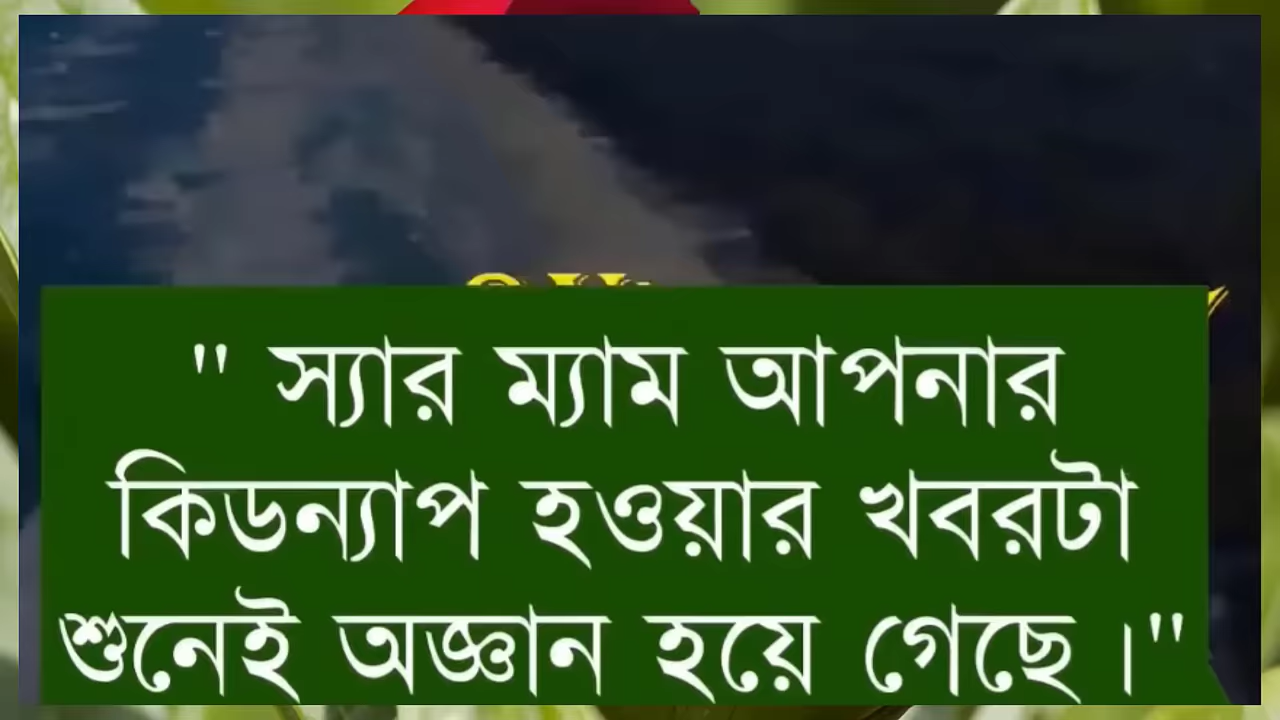 " স্যার ম্যাম আপনার
কিডন্যাপ হওয়ার খবরটা
শুনেই অজ্ঞান হয়ে গেছে ।"